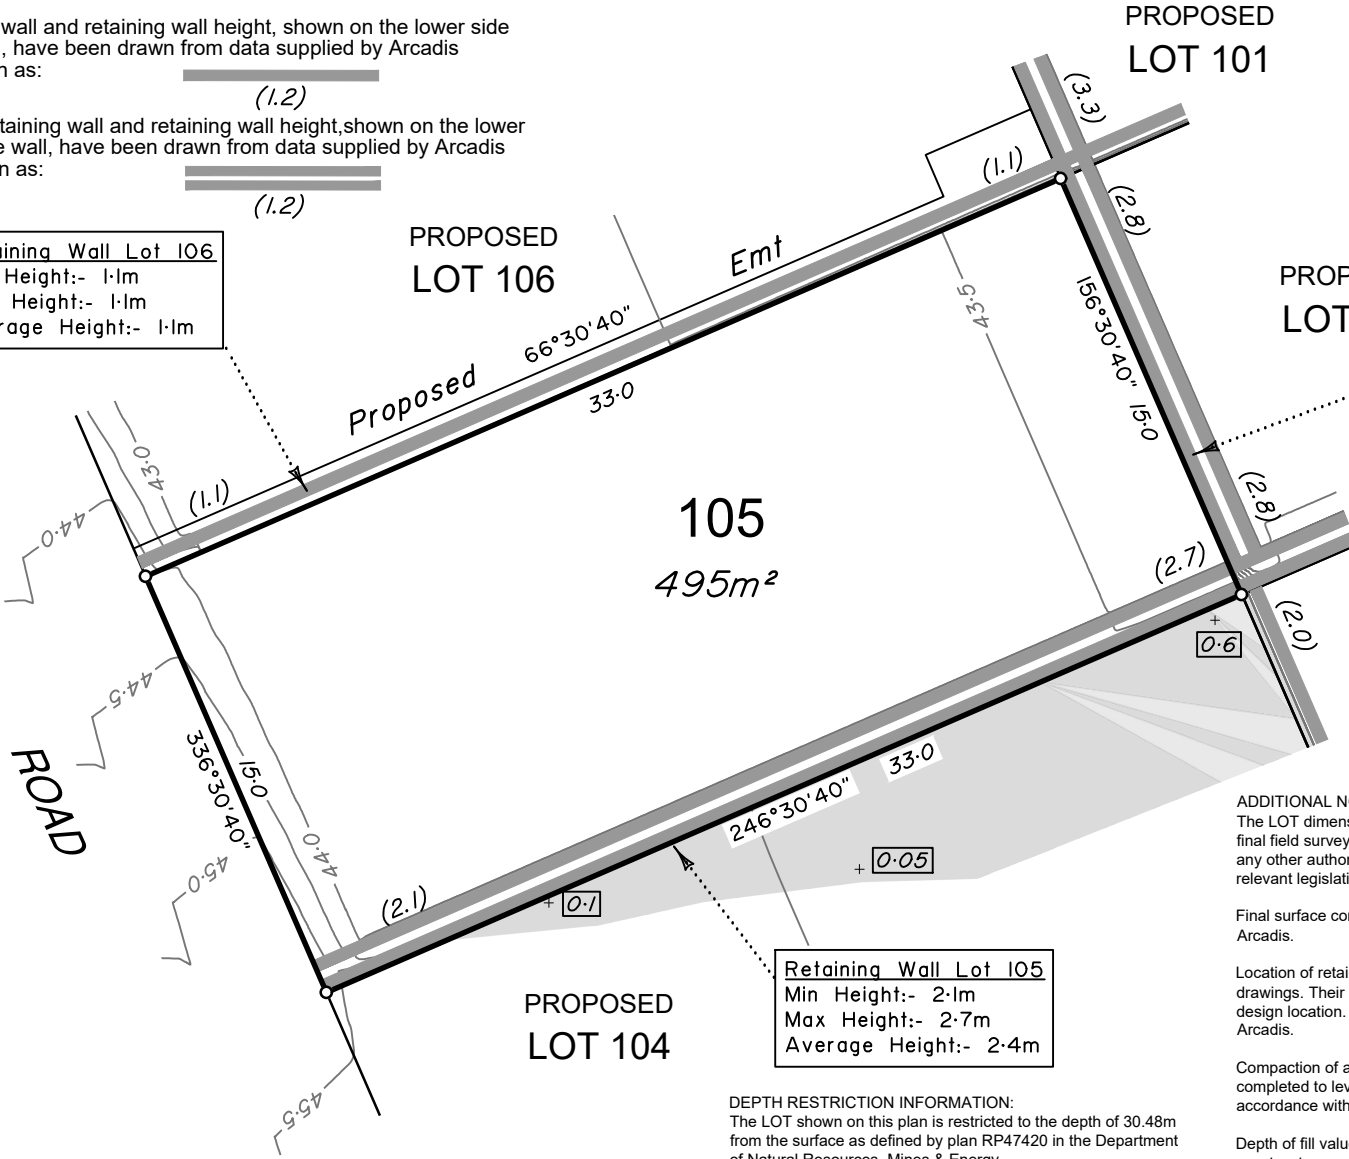 wall and retaining wall height, shown on the lower side
, have been drawn from data supplied by Arcadis
n as:
(1.2)
taining wall and retaining wall height,shown on the lower
e wall, have been drawn from data supplied by Arcadis
n as:
(1.2)
PROPOSED
LOT 101
(3.3)
(1.1)
(2.8)
PROPOSED
LOT 106
Emt
ining Wall Lot 106
Height:- 1·1m
Height:- 1·1m
rage Height:- 1·1m
66°30'40"
Proposed
33·0
43·5
156°30'40"
15·0
PROP
LOT
43·0
(1.1)
44·0
105
495m²
(2.8)
(2.7)
(2.0)
0·6
44·5
ROAD
336°30'40"
15·0
44·0
45·0
(2.1)
33·0
246°30'40"
0·05
0·1
PROPOSED
LOT 104
Retaining Wall Lot 105
Min Height:- 2·1m
Max Height:- 2·7m
Average Height:- 2·4m
45·5
ADDITIONAL N
The LOT dimens
final field survey
any other author
relevant legislati
Final surface co
Arcadis.
Location of retai
drawings. Their
design location.
Arcadis.
Compaction of a
completed to lev
accordance with
Depth of fill valu
DEPTH RESTRICTION INFORMATION:
The LOT shown on this plan is restricted to the depth of 30.48m
from the surface as defined by plan RP47420 in the Department
of Natural Resources, Mines & Energy